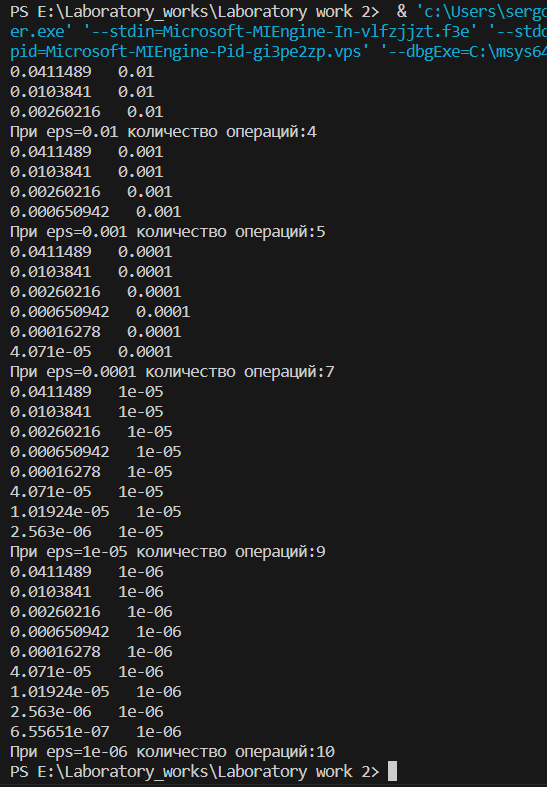 PS E:\Laboratory_works\Laboratory work 2>  & 'c:\Users\sergo
er.exe' '--stdin=Microsoft-MIEngine-In-vlfzjjzt.f3e' '--stdo
pid=Microsoft-MIEngine-Pid-gi3pe2zp.vps' '--dbgExe=C:\msys64
0.0411489   0.01
0.0103841   0.01
0.00260216   0.01
При eps=0.01 количество операций:4
0.0411489   0.001
0.0103841   0.001
0.00260216   0.001
0.000650942   0.001
При eps=0.001 количество операций:5
0.0411489   0.0001
0.0103841   0.0001
0.00260216   0.0001
0.000650942   0.0001
0.00016278   0.0001
4.071e-05   0.0001
При eps=0.0001 количество операций:7
0.0411489   1e-05
0.0103841   1e-05
0.00260216   1e-05
0.000650942   1e-05
0.00016278   1e-05
4.071e-05   1e-05
1.01924e-05   1e-05
2.563e-06   1e-05
При eps=1e-05 количество операций:9
0.0411489   1e-06
0.0103841   1e-06
0.00260216   1e-06
0.000650942   1e-06
0.00016278   1e-06
4.071e-05   1e-06
1.01924e-05   1e-06
2.563e-06   1e-06
6.55651e-07   1e-06
При eps=1e-06 количество операций:10
PS E:\Laboratory_works\Laboratory work 2>